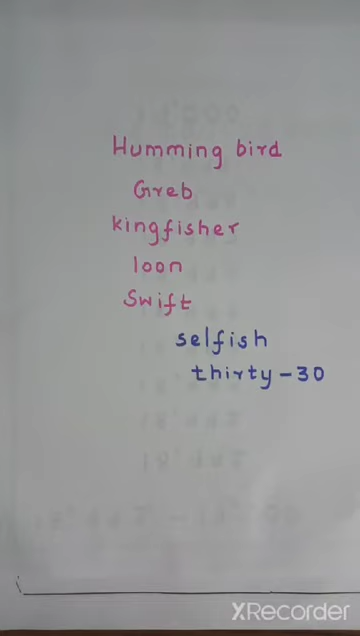 Humming bird
Greb
kingfisher
loon
Swift
selfish
thirty-30
XRecorder